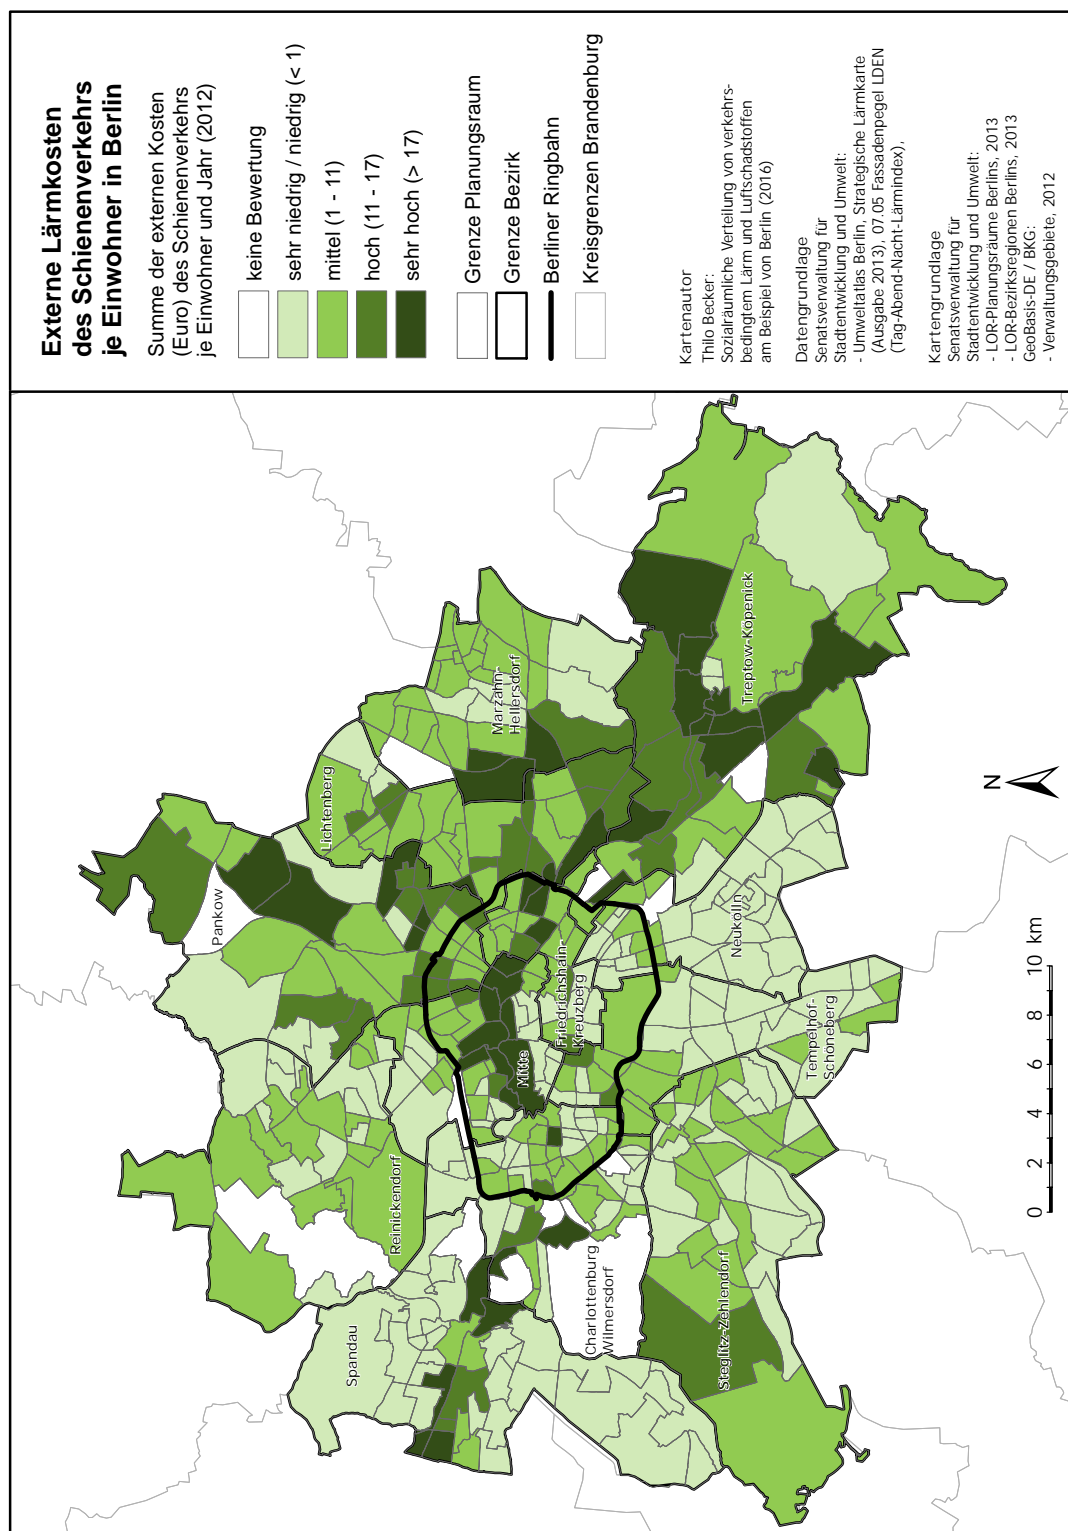 Externe Lärmkosten
des Schienenverkehrs
je Einwohner in Berlin
Summe der externen Kosten
(Euro) des Schienenverkehrs
je Einwohner und Jahr (2012)
keine Bewertung
sehr niedrig / niedrig (< 1)
mittel (1 - 11)
hoch (11 - 17)
sehr hoch (> 17)
Grenze Planungsraum
Grenze Bezirk
Berliner Ringbahn
Kreisgrenzen Brandenburg
Kartenautor
Thilo Becker:
Sozialräumliche Verteilung von verkehrs-
bedingtem Lärm und Luftschadstoffen
am Beispiel von Berlin (2016)
Datengrundlage
Senatsverwaltung für
Stadtentwicklung und Umwelt:
- Umweltatlas Berlin, Strategische Lärmkarte
(Ausgabe 2013), 07.05 Fassadenpegel LDEN
(Tag-Abend-Nacht-Lärmindex),
Kartengrundlage
Senatsverwaltung für
Stadtentwicklung und Umwelt:
- LOR-Planungsräume Berlins, 2013
- LOR-Bezirksregionen Berlins, 2013
GeoBasis-DE / BKG:
- Verwaltungsgebiete, 2012
Pankow
Lichtenberg
Reinickendorf
Spandau
Marzahn-
Hellersdorf
Mitte
Friedrichshain-
Kreuzberg
Charlottenburg
Wilmersdorf
Treptow-Köpenick
Neukölln
Tempelhof-
Schöneberg
Steglitz-Zehlendorf
N
0 2 4 6 8 10 km